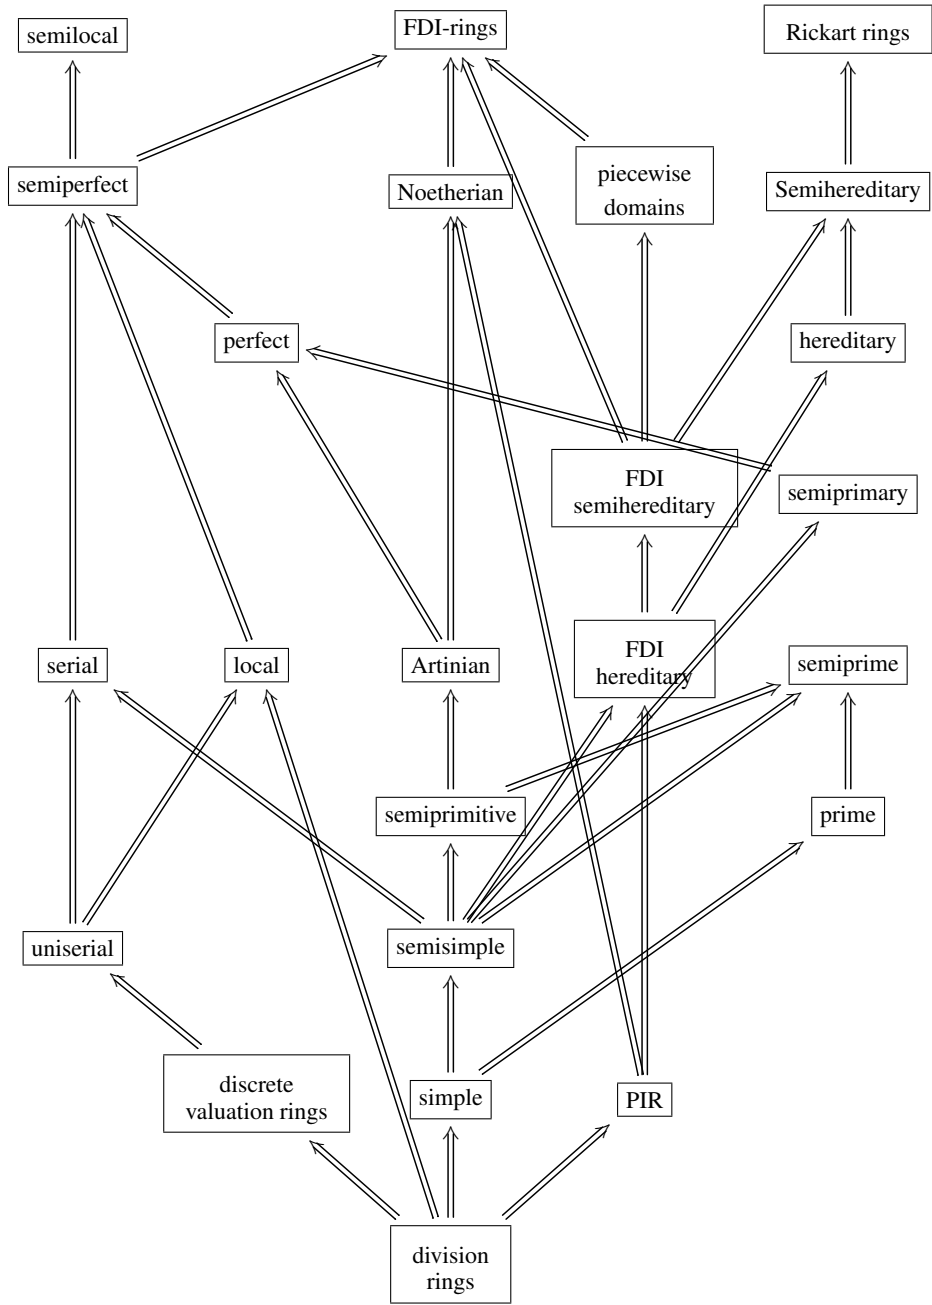 semilocal
FDI-rings
Rickart rings
semiperfect
Noetherian
piecewise
domains
Semihereditary
perfect
hereditary
FDI
semihereditary
semiprimary
serial
local
Artinian
FDI
hereditary
semiprime
semiprimitive
prime
uniserial
semisimple
discrete
valuation rings
simple
PIR
division
rings